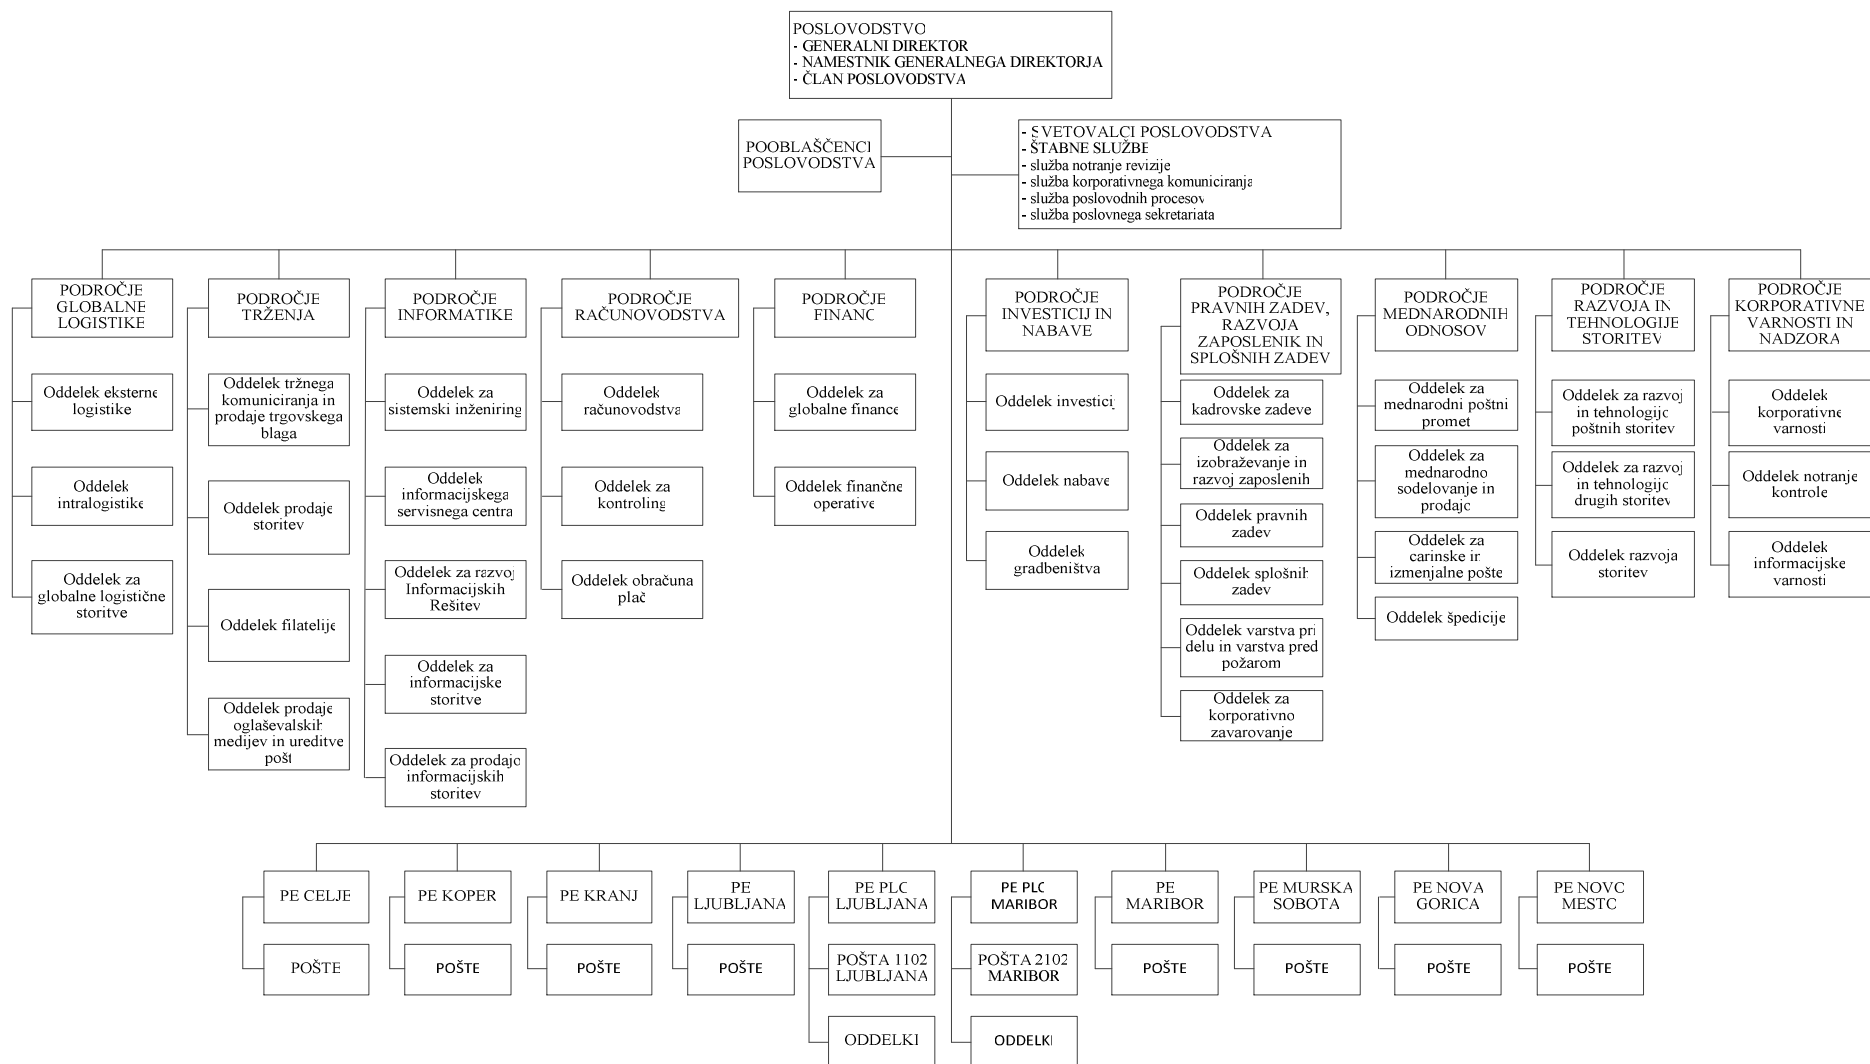 POSLOVODSTVO
- GENERALNI DIREKTOR
- NAMESTNIK GENERALNEGA DIREKTORJA
- ČLAN POSLOVODSTVA
POOBLAŠČENCI
POSLOVODSTVA
- SVETOVALCI POSLOVODSTVA
- ŠTABNE SLUŽBE
- služba notranje revizije
- služba korporativnega komuniciranja
- služba poslovodnih procesov
- služba poslovnega sekretariata
PODROČJE
GLOBALNE
LOGISTIKE
Oddelek eksterne
logistike
Oddelek
intralogistike
Oddelek za
globalne logistične
storitve
PODROČJE
TRŽENJA
Oddelek tržnega
komuniciranja in
prodaje trgovskega
blaga
Oddelek prodaje
storitev
Oddelek filatelije
Oddelek prodaje
oglaševalskih
medijev in ureditve
pošt
PODROČJE
INFORMATIKE
Oddelek za
sistemski inženiring
Oddelek
informacijskega
servisnega centra
Oddelek za razvoj
Informacijskih
Rešitev
Oddelek za
informacijske
storitve
Oddelek za prodajo
informacijskih
storitev
PODROČJE
RAČUNOVODSTVA
Oddelek
računovodstva
Oddelek za
kontroling
Oddelek obračuna
plač
PODROČJE
FINANC
Oddelek za
globalne finance
Oddelek finančne
operative
PODROČJE
INVESTICIJ IN
NABAVE
Oddelek investicij
Oddelek nabave
Oddelek
gradbeništva
PODROČJE
PRAVNIH ZADEV,
RAZVOJA
ZAPOSLENIK IN
SPLOŠNIH ZADEV
Oddelek za
kadrovske zadeve
Oddelek za
izobraževanje in
razvoj zaposlenih
Oddelek pravnih
zadev
Oddelek splošnih
zadev
Oddelek varstva pri
delu in varstva pred
požarom
Oddelek za
korporativno
zavarovanje
PODROČJE
MEDNARODNIH
ODNOSOV
Oddelek za
mednarodni poštni
promet
Oddelek za
mednarodno
sodelovanje in
prodajo
Oddelek za
carinske in
izmenjalne pošte
Oddelek špedicije
PODROČJE
RAZVOJA IN
TEHNOLOGIJE
STORITEV
Oddelek za razvoj
in tehnologijo
poštnih storitev
Oddelek za razvoj
in tehnologijo
drugih storitev
Oddelek razvoja
storitev
PODROČJE
KORPORATIVNE
VARNOSTI IN
NADZORA
Oddelek
korporativne
varnosti
Oddelek notranje
kontrole
Oddelek
informacijske
varnosti
PE CELJE
POŠTE
PE KOPER
POŠTE
PE KRANJ
POŠTE
PE
LJUBLJANA
POŠTE
PE PLC
LJUBLJANA
POŠTA 1102
LJUBLJANA
ODDELKI
PE PLC
MARIBOR
POŠTA 2102
MARIBOR
ODDELKI
PE
MARIBOR
POŠTE
PE MURSKA
SOBOTA
POŠTE
PE NOVA
GORICA
POŠTE
PE NOVO
MESTO
POŠTE